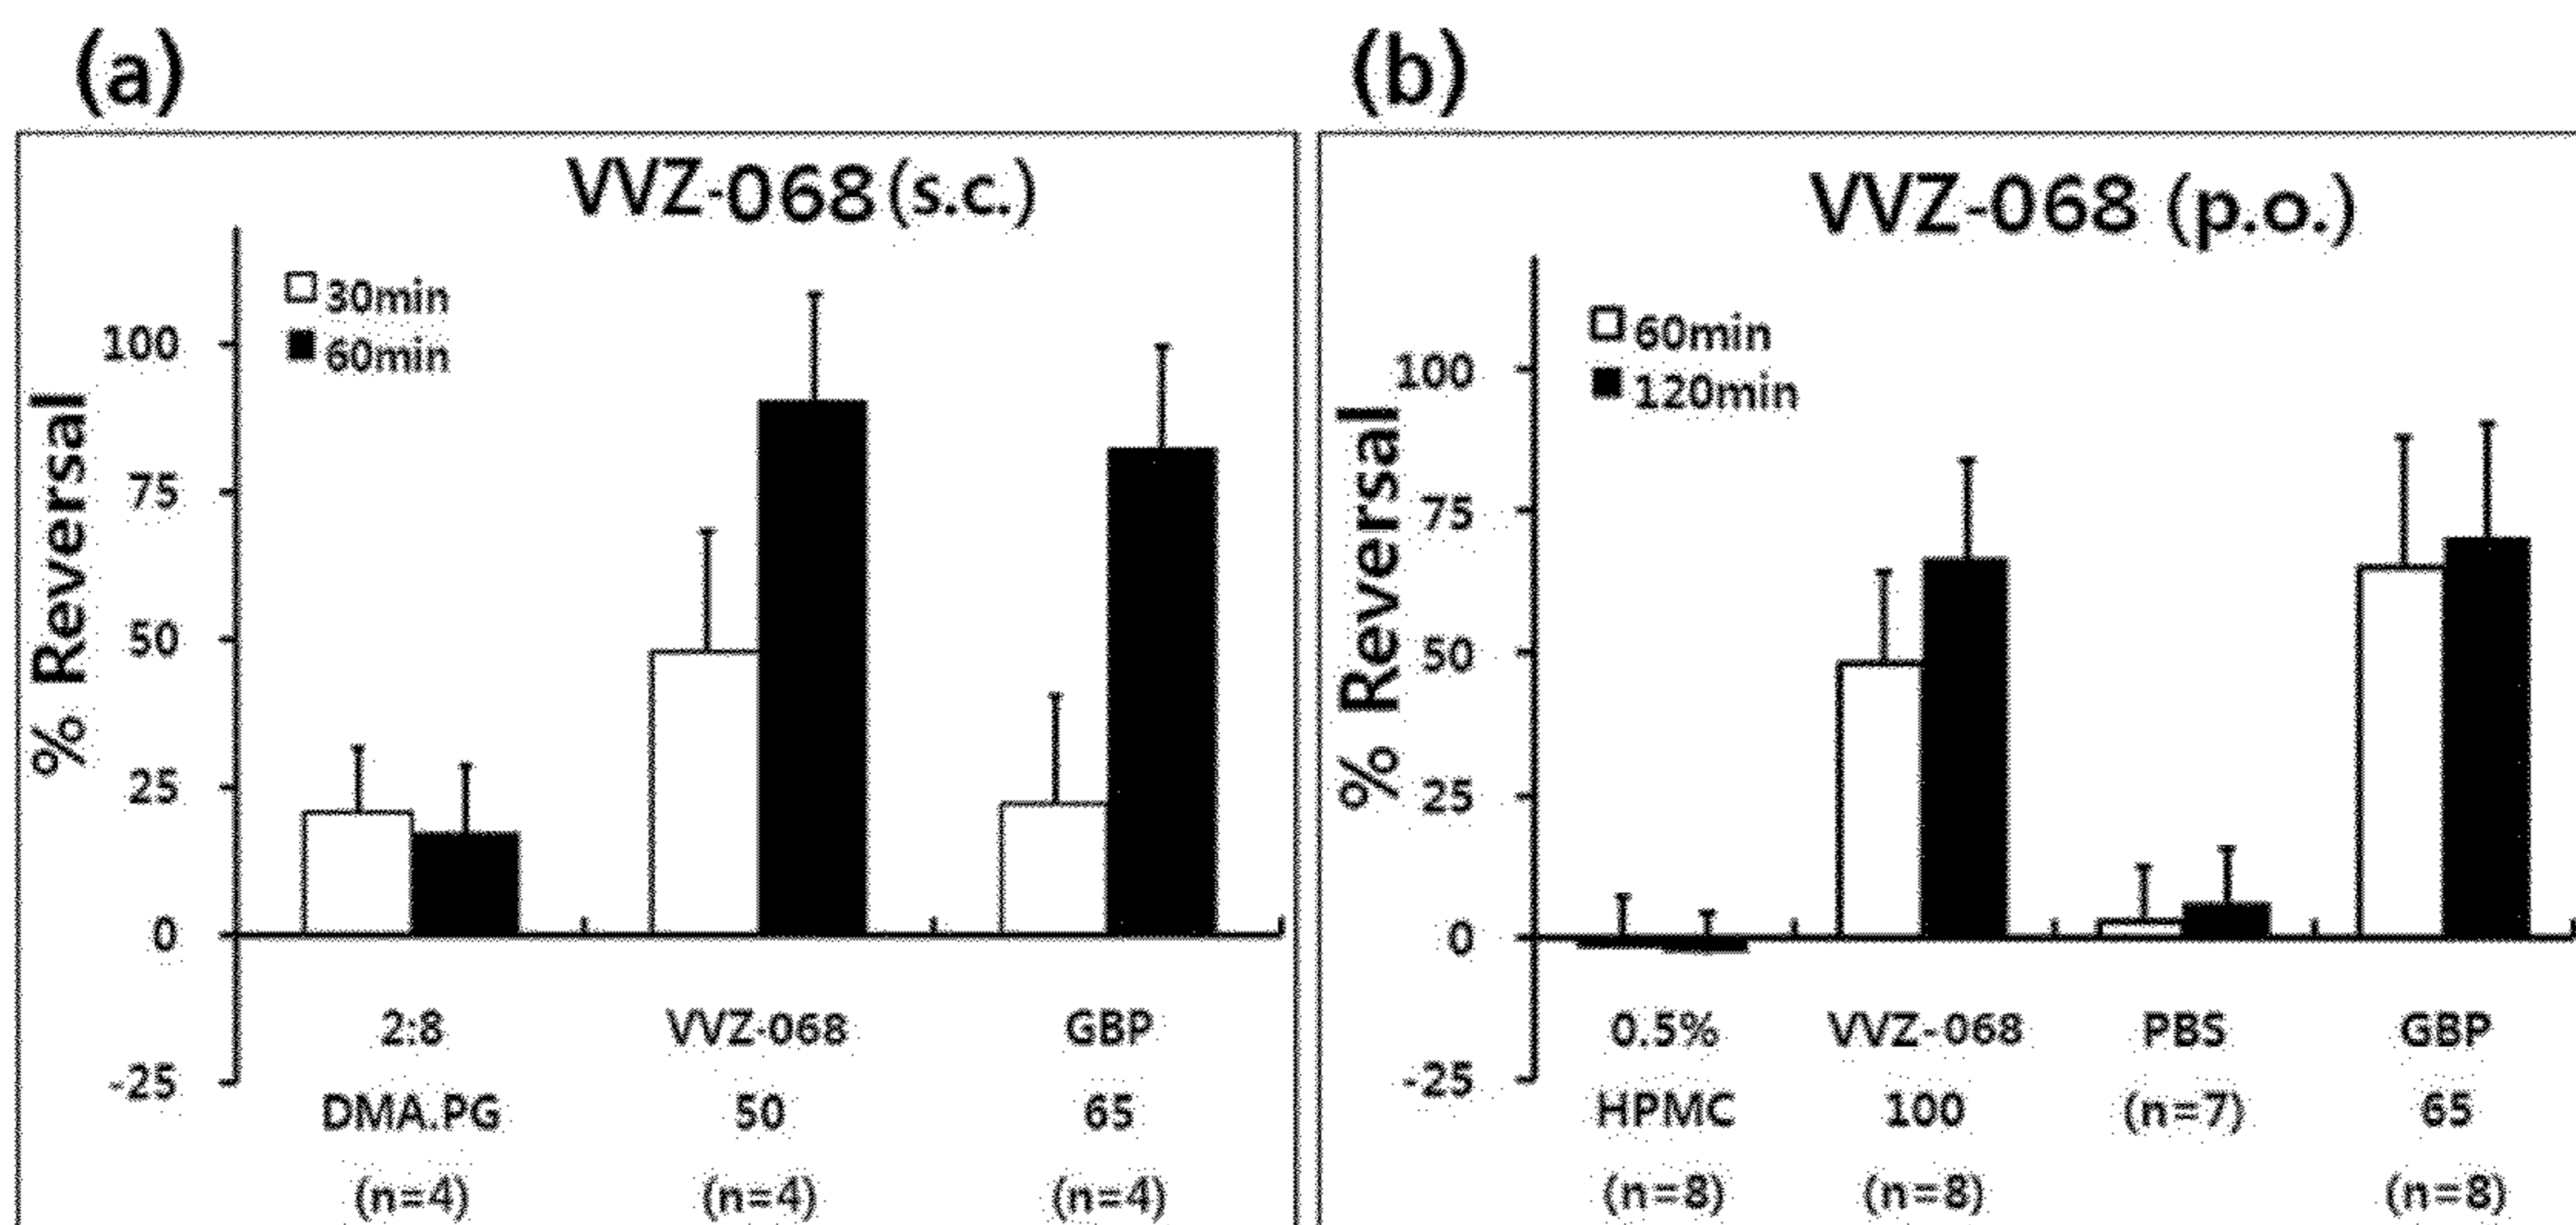 (a)
VVZ-068 (s.c.)
30min
60min
% Reversal
100
75
50
25
0
-25
2:8 VVZ-068 GBP
DMA.PG 50 65
(n=4) (n=4) (n=4)
(b)
VVZ-068 (p.o.)
60min
120min
% Reversal
100
75
50
25
0
-25
0.5% VVZ-068 PBS GBP
HPMC 100 (n=7) 65
(n=8) (n=8) (n=8)